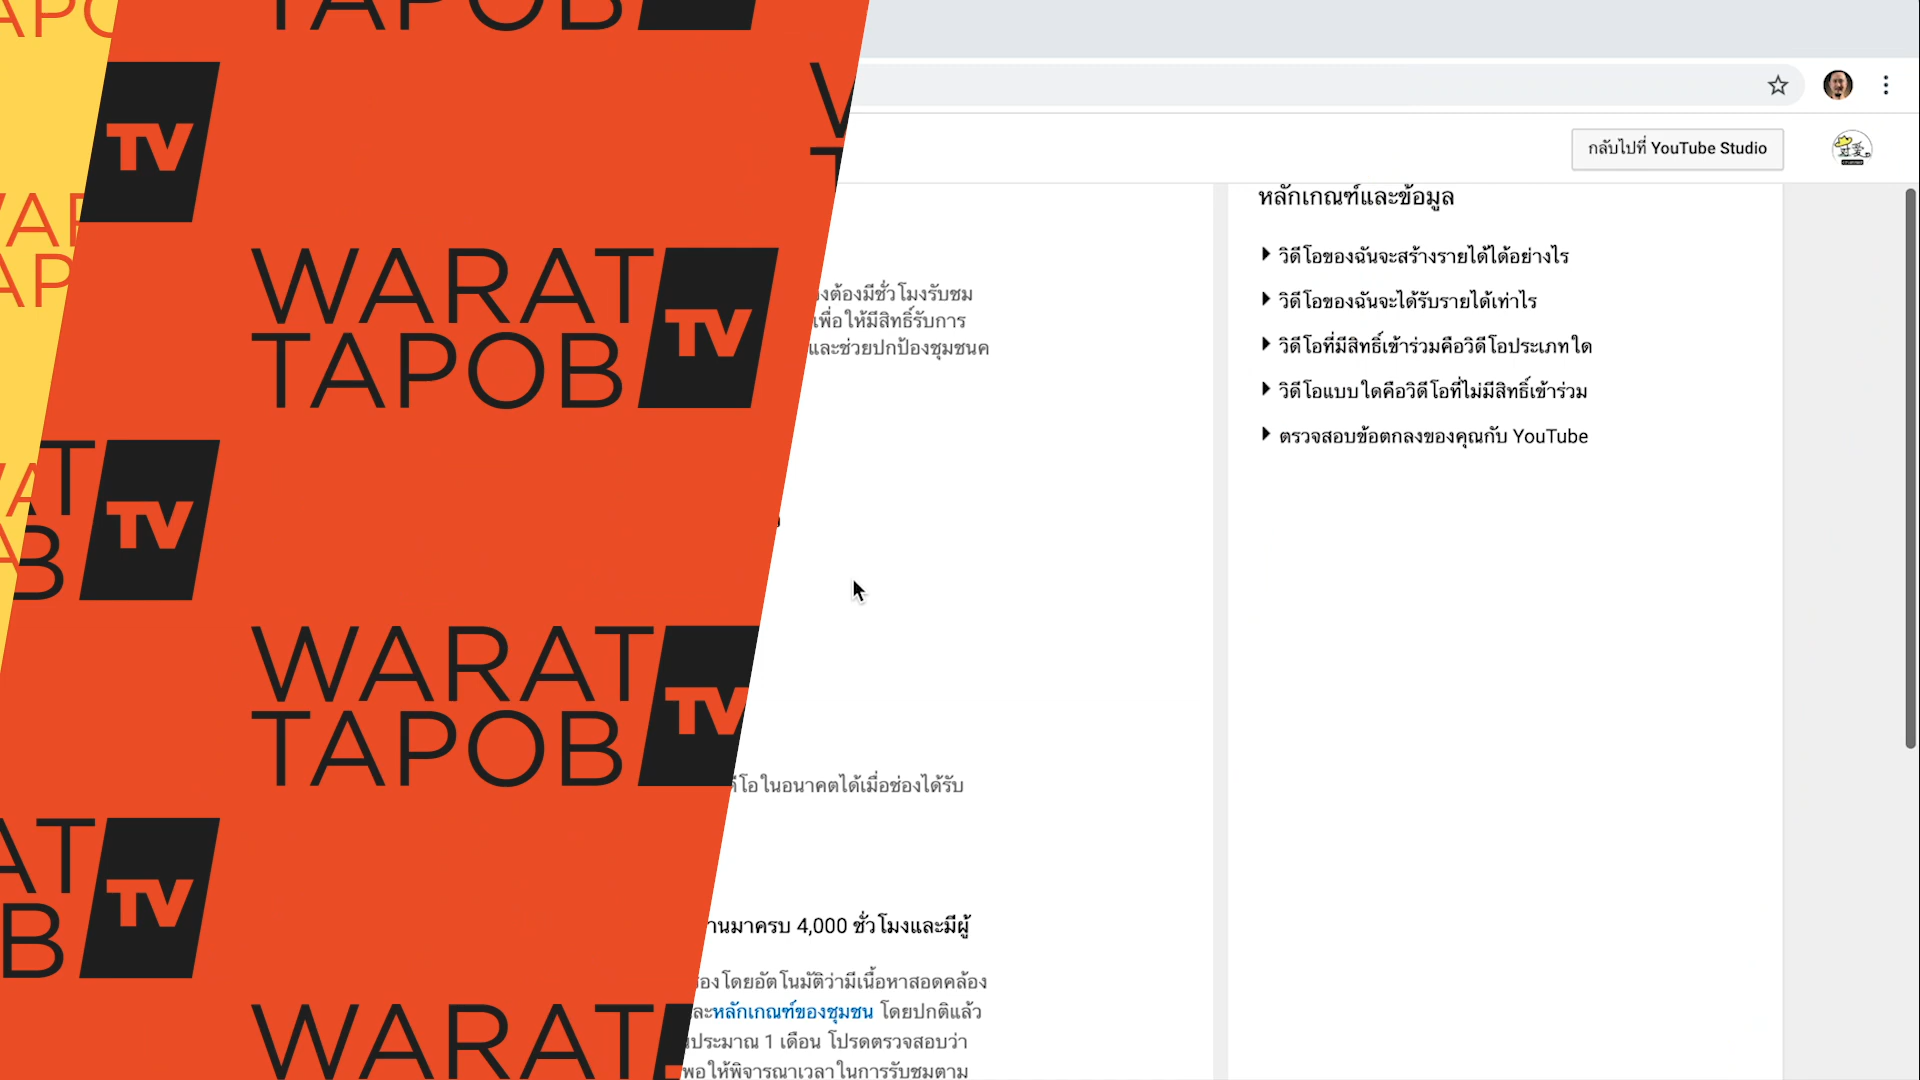 TAPOB
TV
WARAT
TAPOB
TV
TV
WARAT
TAPOB
TV
TV
WARAT
กลับไปที่ YouTube Studio
หลักเกณฑ์และข้อมูล
วิดีโอของฉันจะสร้างรายได้ได้อย่างไร
วิดีโอของฉันจะได้รับรายได้เท่าไร
วิดีโอที่มีสิทธิ์เข้าร่วมคือวิดีโอประเภทใด
วิดีโอแบบใดคือวิดีโอที่ไม่มีสิทธิ์เข้าร่วม
ตรวจสอบข้อตกลงของคุณกับ YouTube
ต้องมีชั่วโมงรับชม
เพื่อให้มีสิทธิ์รับการ
และช่วยปกป้องชุมชนค
ในอนาคตได้เมื่อช่องได้รับ
มาครบ 4,000 ชั่วโมงและมีผู้
โดยอัตโนมัติว่ามีเนื้อหาสอดคล้อง
หลักเกณฑ์ของชุมชน โดยปกติแล้ว
ประมาณ 1 เดือน โปรดตรวจสอบว่า
ให้พิจารณาเวลาในการรับชมตาม